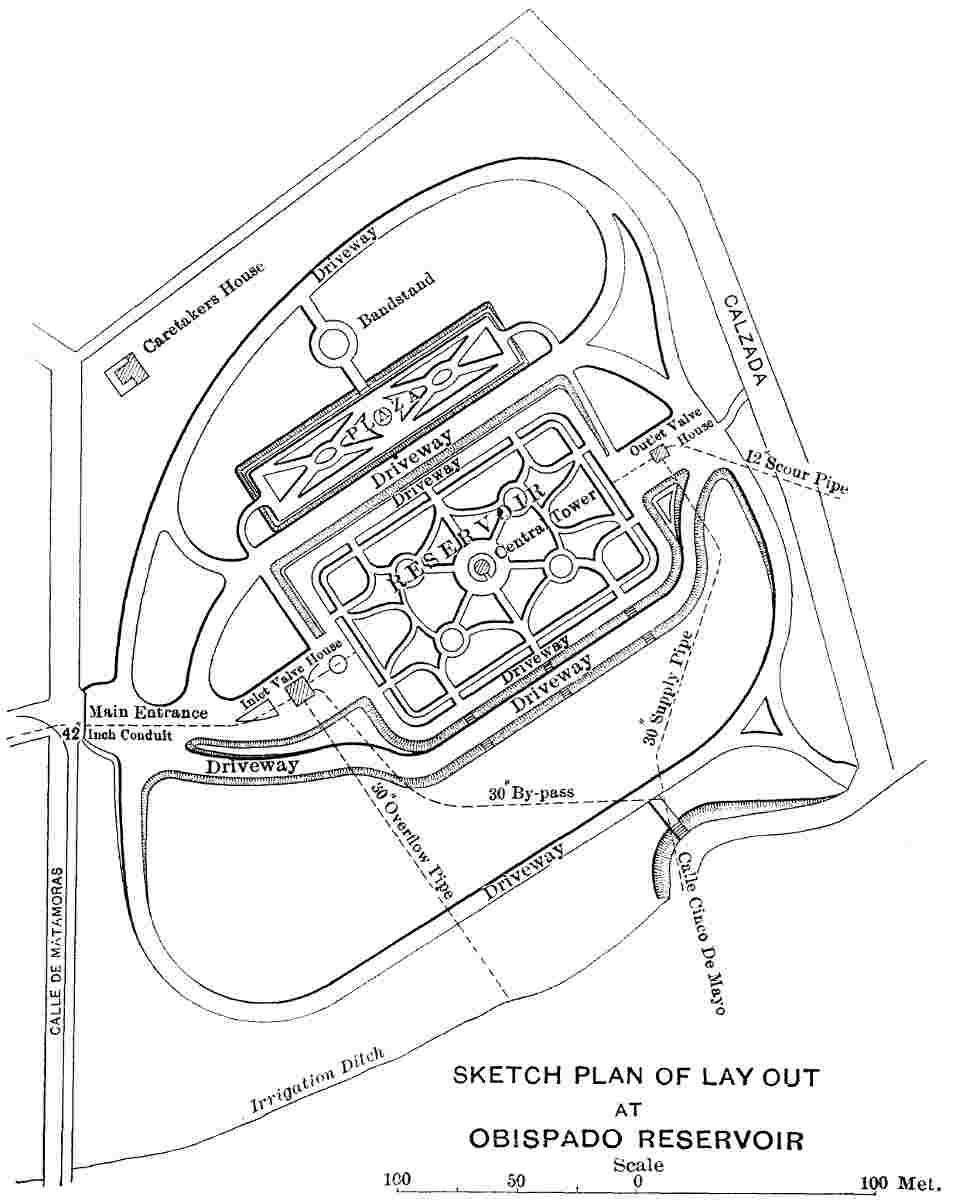 Driveway
Caretakers House
Bandstand
CALZADA
PLAZA
Driveway
Driveway
Outlet Valve
House
12" Scour Pipe
RESERVOIR
Central Tower
Inlet Valve House
Driveway
Driveway
30" Supply Pipe
Main Entrance
42" Inch Conduit
Driveway
30" By-pass
30" Overflow Pipe
Driveway
Calle Cinco De Mayo
CALLE DE MATAMORAS
Irrigation Ditch
SKETCH PLAN OF LAY OUT
AT
OBISPADO RESERVOIR
Scale
100 50 0 100 Met.